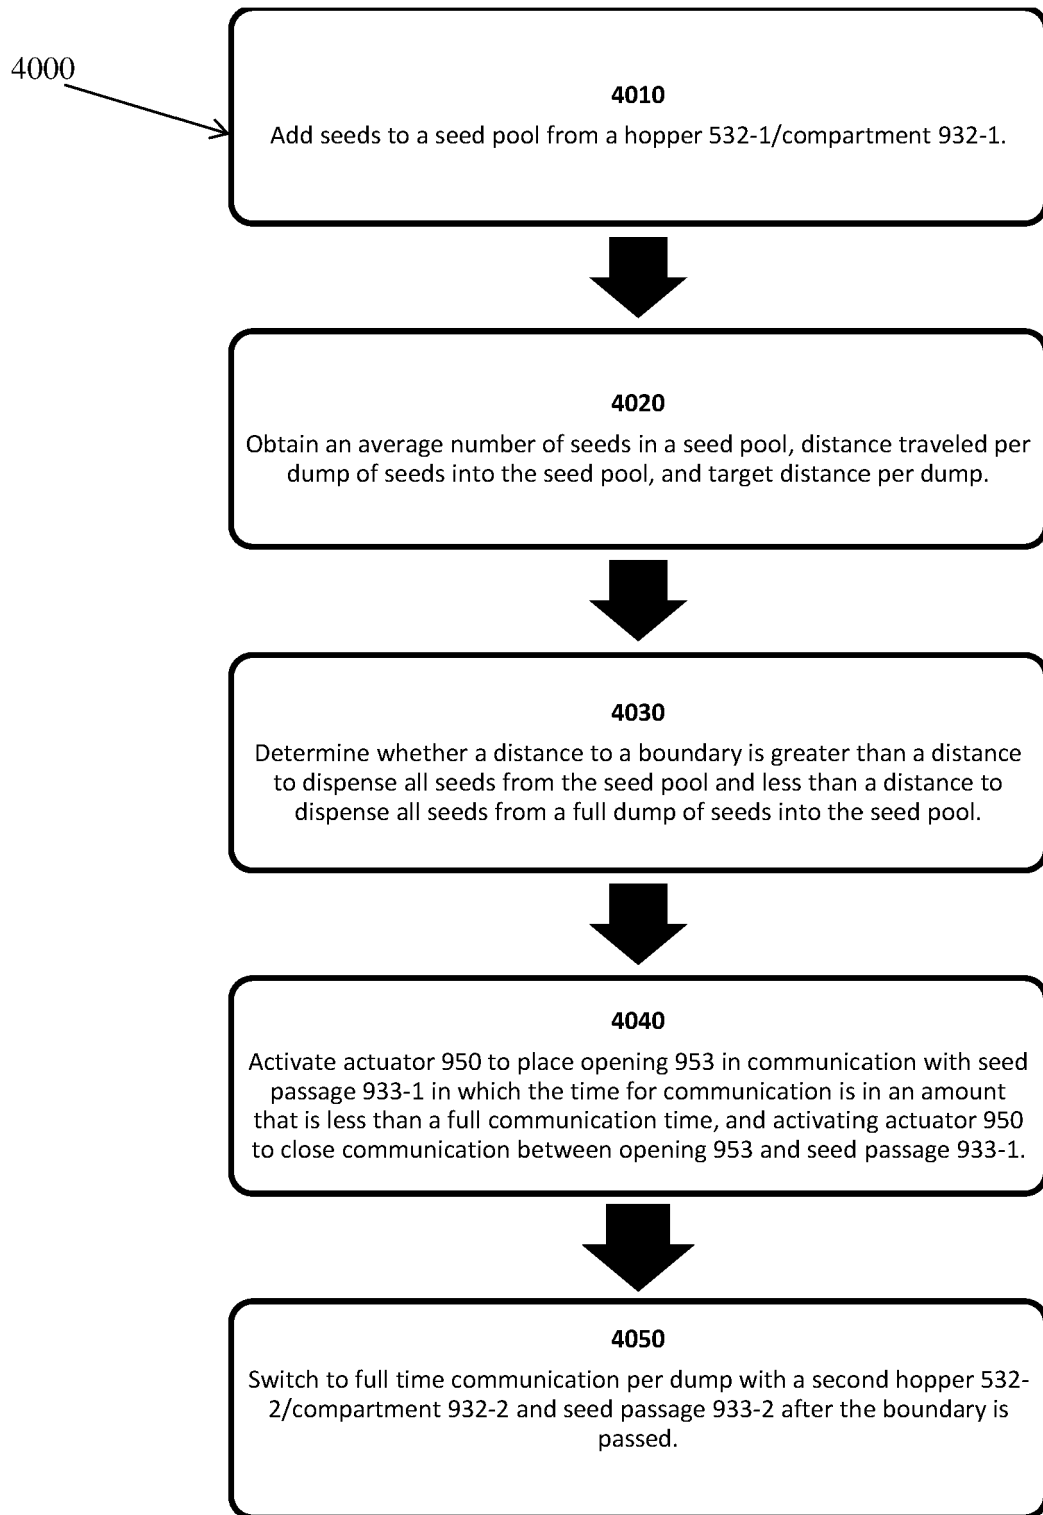 4000
4010
Add seeds to a seed pool from a hopper 532-1/compartment 932-1.
4020
Obtain an average number of seeds in a seed pool, distance traveled per
dump of seeds into the seed pool, and target distance per dump.
4030
Determine whether a distance to a boundary is greater than a distance
to dispense all seeds from the seed pool and less than a distance to
dispense all seeds from a full dump of seeds into the seed pool.
4040
Activate actuator 950 to place opening 953 in communication with seed
passage 933-1 in which the time for communication is in an amount
that is less than a full communication time, and activating actuator 950
to close communication between opening 953 and seed passage 933-1.
4050
Switch to full time communication per dump with a second hopper 532-
2/compartment 932-2 and seed passage 933-2 after the boundary is
passed.